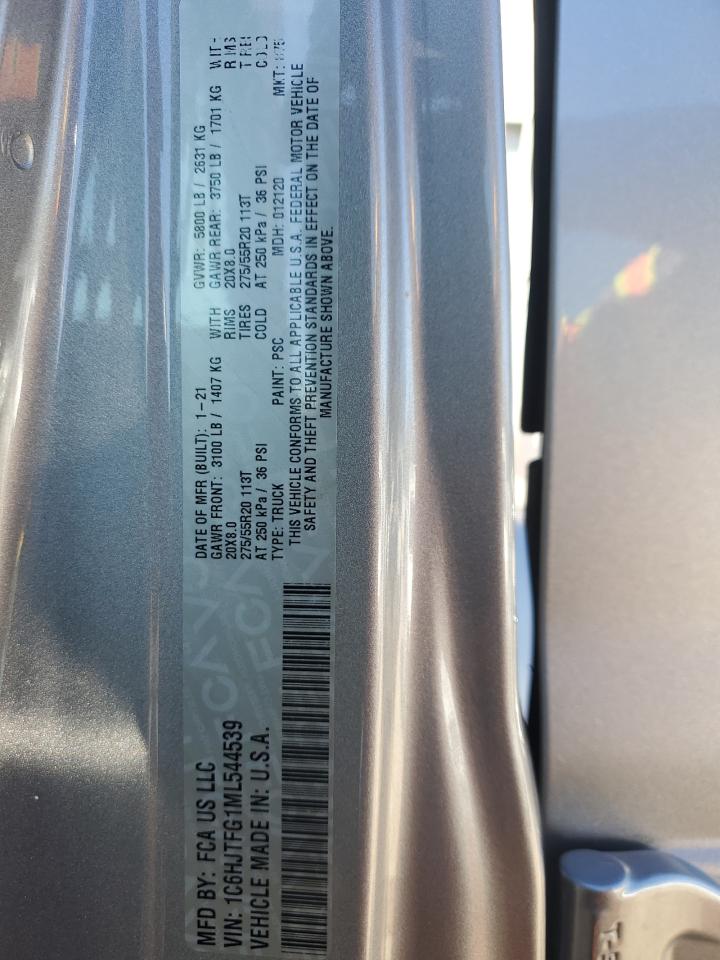 MFD BY: FCA US LLC
DATE OF MFR (BUILT): 1-21
GVWR: 5800 LB / 2631 KG
GAWR FRONT: 3100 LB / 1407 KG WITH
GAWR REAR: 3750 LB / 1701 KG
20X8.0 RIMS 20X8.0
275/55R20 113T TIRES 275/55R20 113T
AT 250 kPa / 36 PSI COLD AT 250 kPa / 36 PSI
VIN: 1C6HJTFG1ML544539
TYPE: TRUCK PAINT: PSC MDH: 012120 MKT:
VEHICLE MADE IN: U.S.A.
THIS VEHICLE CONFORMS TO ALL APPLICABLE U.S.A. FEDERAL MOTOR VEHICLE
SAFETY AND THEFT PREVENTION STANDARDS IN EFFECT ON THE DATE OF
MANUFACTURE SHOWN ABOVE.